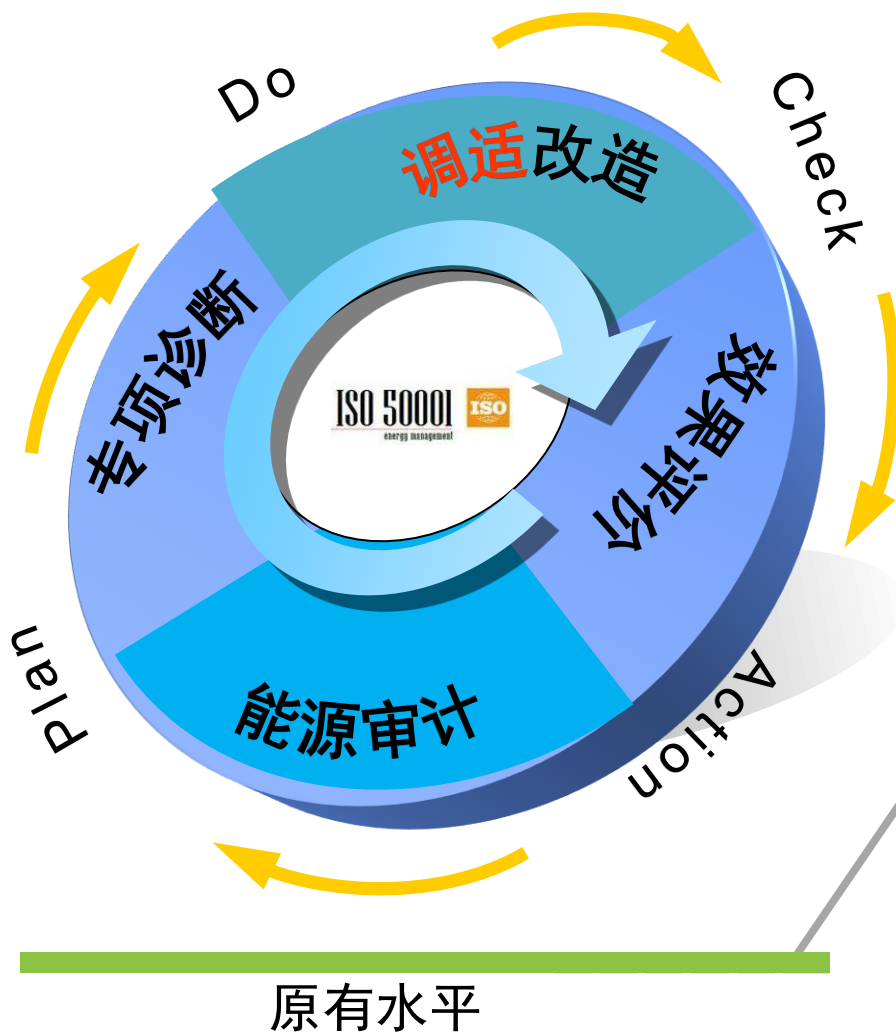 Do
Check
调适改造
专项诊断
ISO 50001
energy management
ISO
效果评价
Plan
能源审计
Action
原有水平